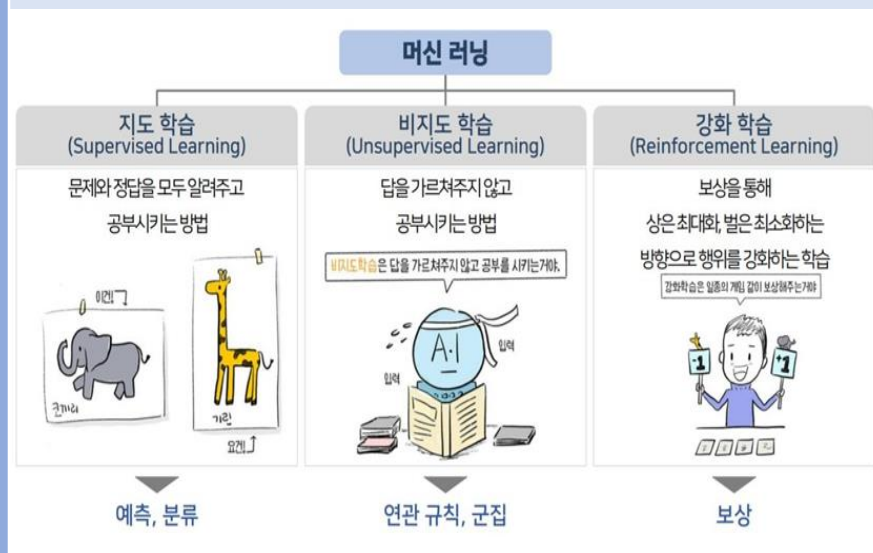 머신 러닝
지도 학습
(Supervised Learning)
문제와 정답을 모두 알려주고
공부시키는 방법
이건!
코끼리
기린
요건!
예측, 분류
비지도 학습
(Unsupervised Learning)
답을 가르쳐주지 않고
공부시키는 방법
비지도학습은 답을 가르쳐주지 않고 공부를 시키는거야.
A.I
입력
입력
연관 규칙, 군집
강화 학습
(Reinforcement Learning)
보상을 통해
상은 최대화, 벌은 최소화하는
방향으로 행위를 강화하는 학습
강화학습은 일종의 게임 같이 보상해주는거야
-1
+1
보상